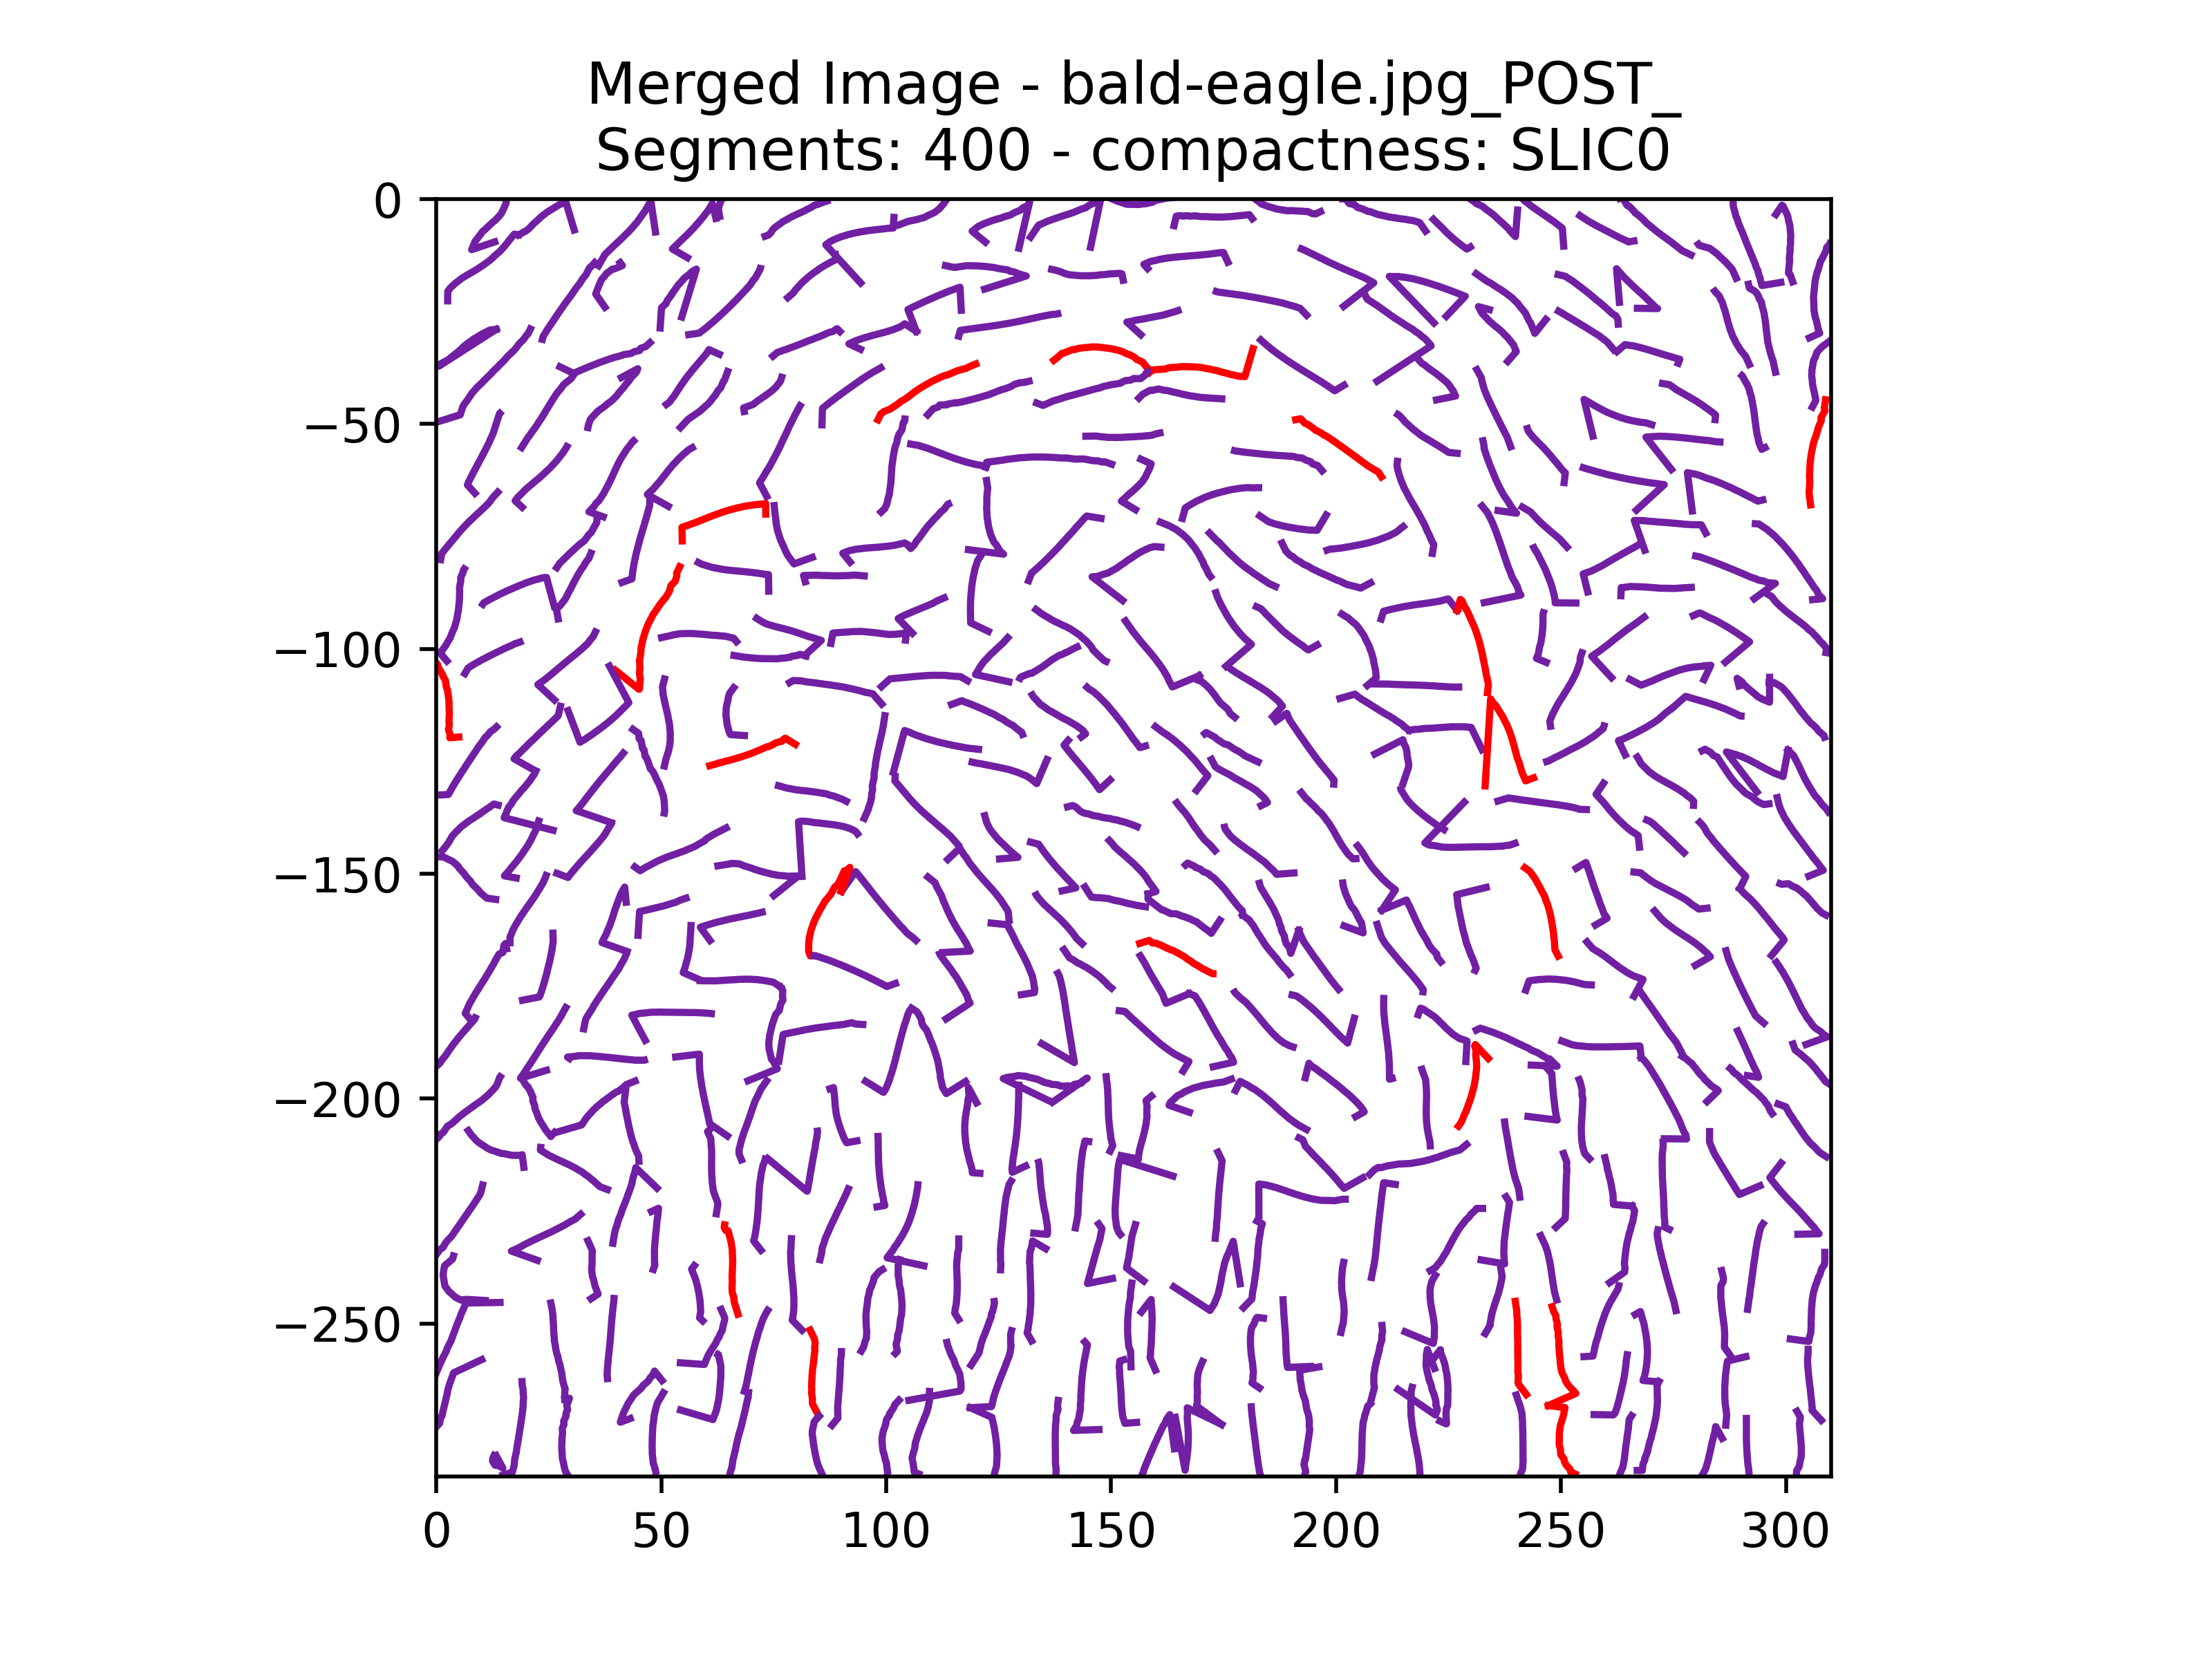 Merged Image - bald-eagle.jpg_POST_
Segments: 400 - compactness: SLIC0
0
−50
−100
−150
−200
−250
0 50 100 150 200 250 300